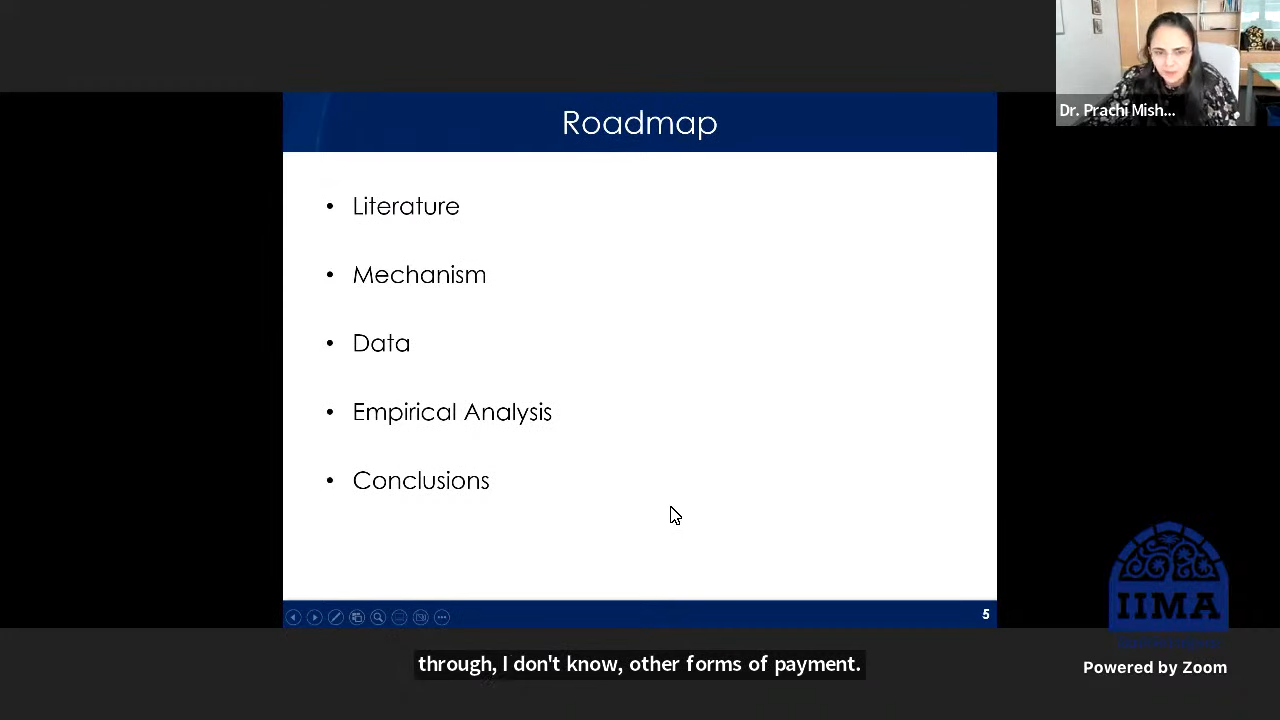 Roadmap
Dr. Prachi Mish...
• Literature
• Mechanism
• Data
• Empirical Analysis
• Conclusions
5
IIMA
through, I don't know, other forms of payment.
Powered by Zoom